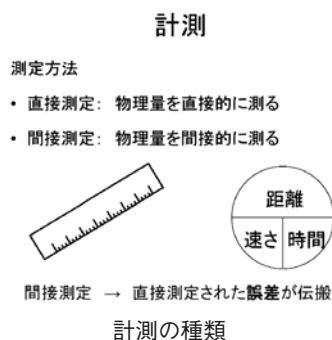 計測
測定方法
• 直接測定: 物理量を直接的に測る
• 間接測定: 物理量を間接的に測る
距離
速さ 時間
間接測定 → 直接測定された誤差が伝搬
計測の種類